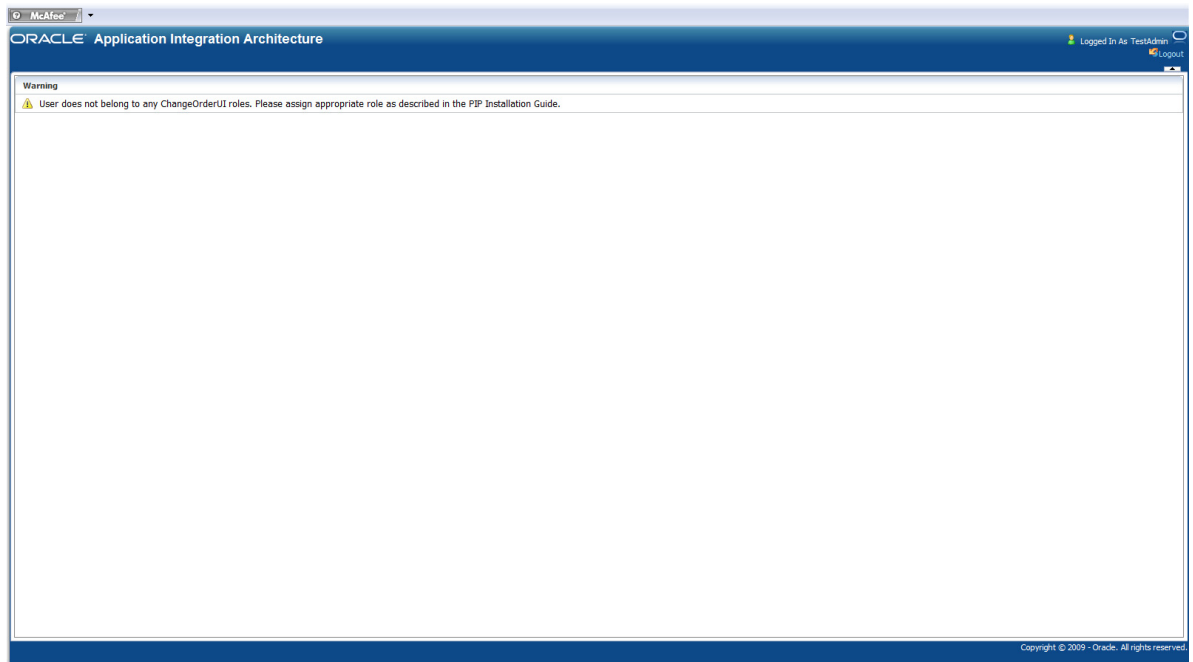 McAfee
ORACLE Application Integration Architecture
Logged In As TestAdmin
Logout
Warning
User does not belong to any ChangeOrderUI roles. Please assign appropriate role as described in the PIP Installation Guide.
Copyright © 2009 - Oracle. All rights reserved.